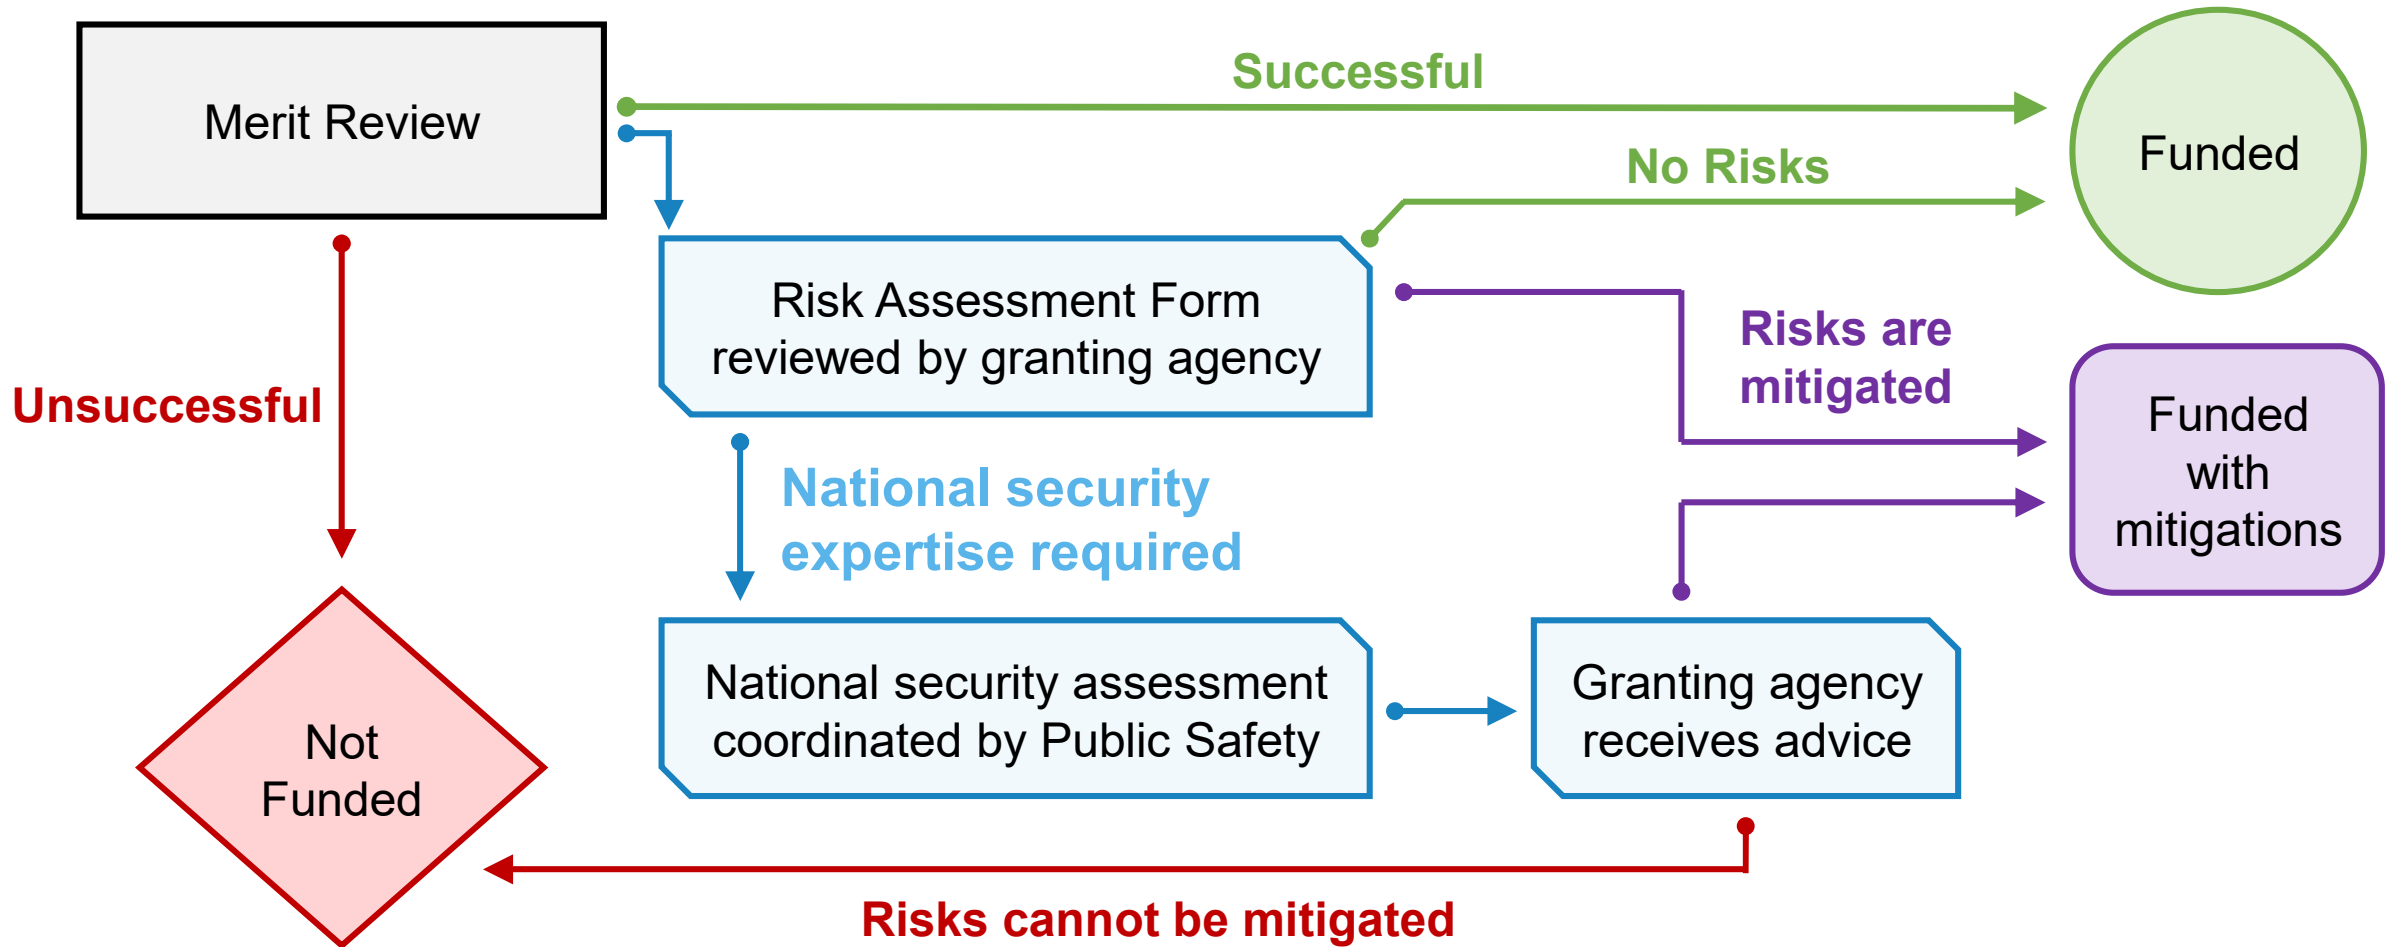 Merit Review
Successful
Funded
No Risks
Risk Assessment Form
reviewed by granting agency
Risks are
mitigated
Unsuccessful
Funded
with
mitigations
National security
expertise required
National security assessment
coordinated by Public Safety
Granting agency
receives advice
Not
Funded
Risks cannot be mitigated